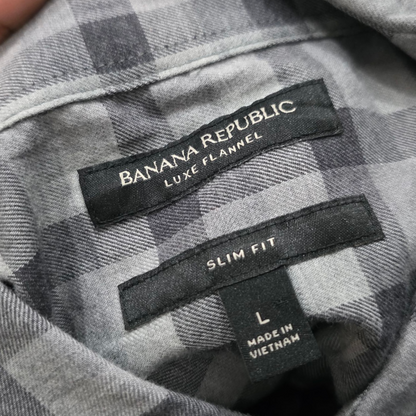 BANANA REPUBLIC
LUXE FLANNEL
SLIM FIT
L
MADE IN
VIETNAM